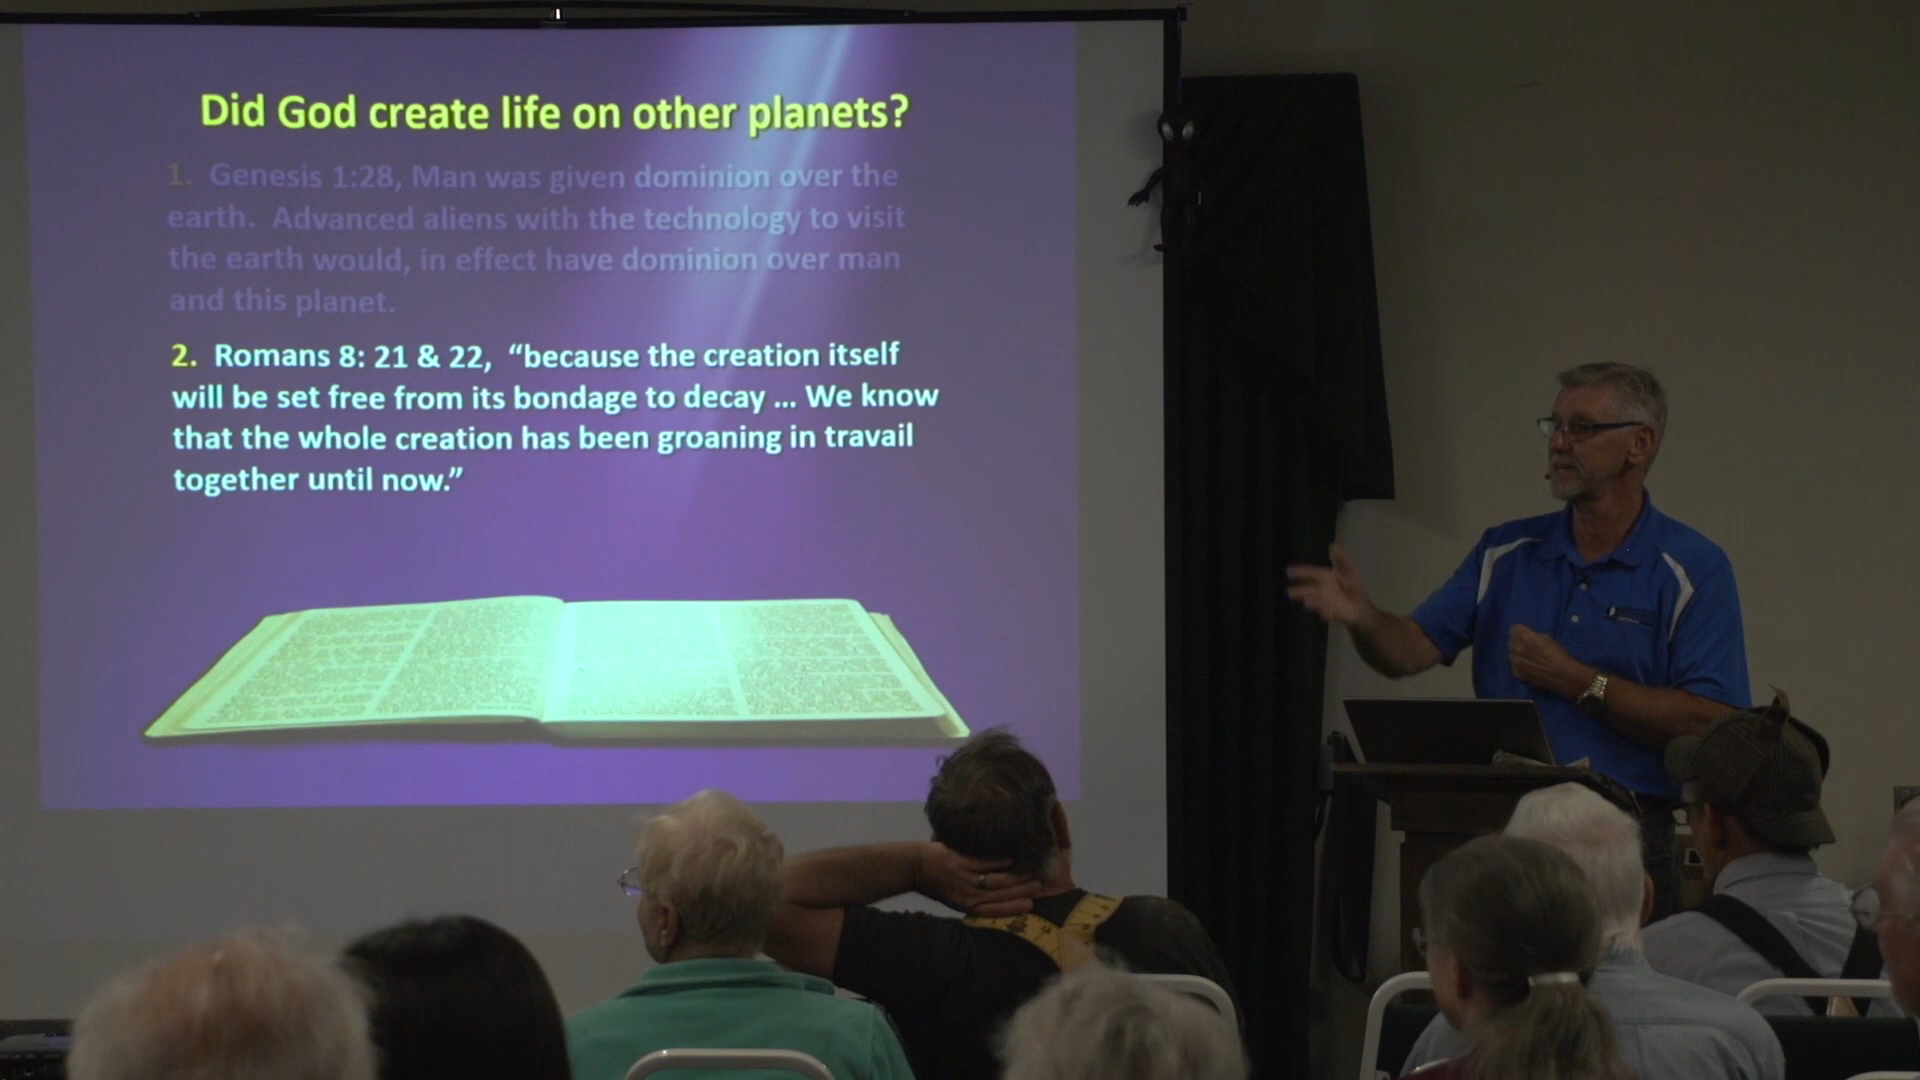 Did God create life on other planets?
1. Genesis 1:28, Man was given dominion over the
earth. Advanced aliens with the technology to visit
the earth would, in effect have dominion over man
and this planet.
2. Romans 8: 21 & 22, “because the creation itself
will be set free from its bondage to decay ... We know
that the whole creation has been groaning in travail
together until now.”